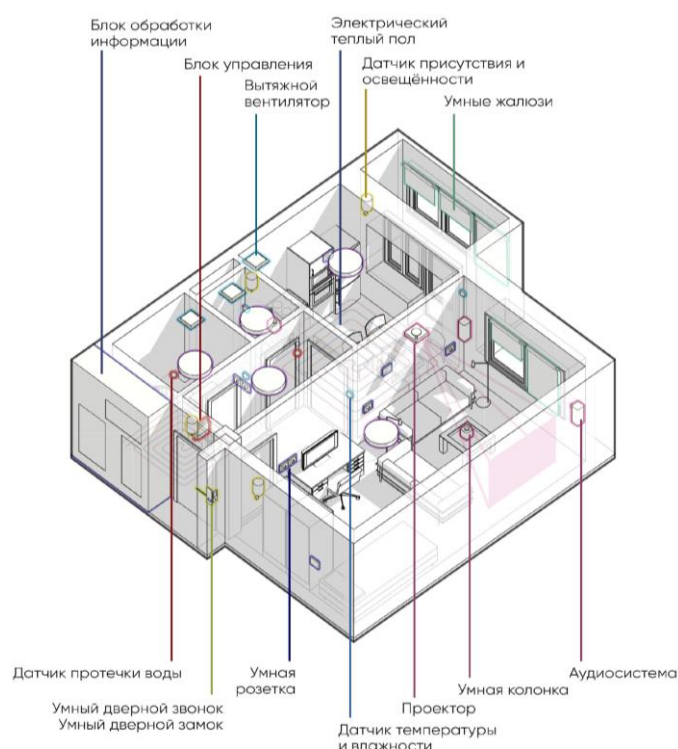 Блок обработки
информации
Блок управления
Вытяжной
вентилятор
Электрический
теплый пол
Датчик присутствия и
освещённости
Умные жалюзи
Датчик протечки воды
Умный дверной звонок
Умный дверной замок
Умная
розетка
Датчик температуры
и влажности
Проектор
Умная колонка
Аудиосистема